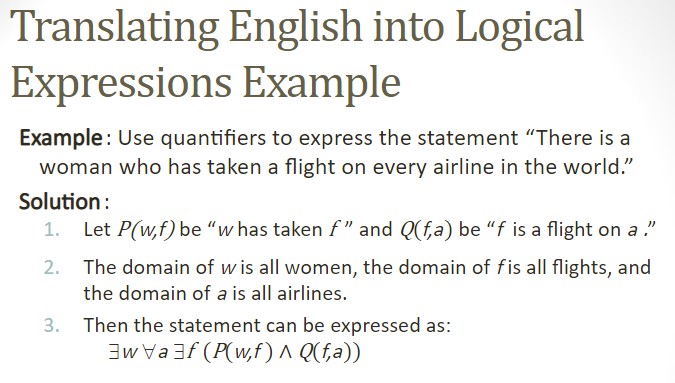 Translating English into Logical
Expressions Example
Example: Use quantifiers to express the statement “There is a
woman who has taken a flight on every airline in the world.”
Solution:
1. Let P(w,f) be “w has taken f” and Q(f,a) be “f is a flight on a .”
2. The domain of w is all women, the domain of f is all flights, and
the domain of a is all airlines.
3. Then the statement can be expressed as:
∃w ∀a ∃f (P(w,f) ∧ Q(f,a))